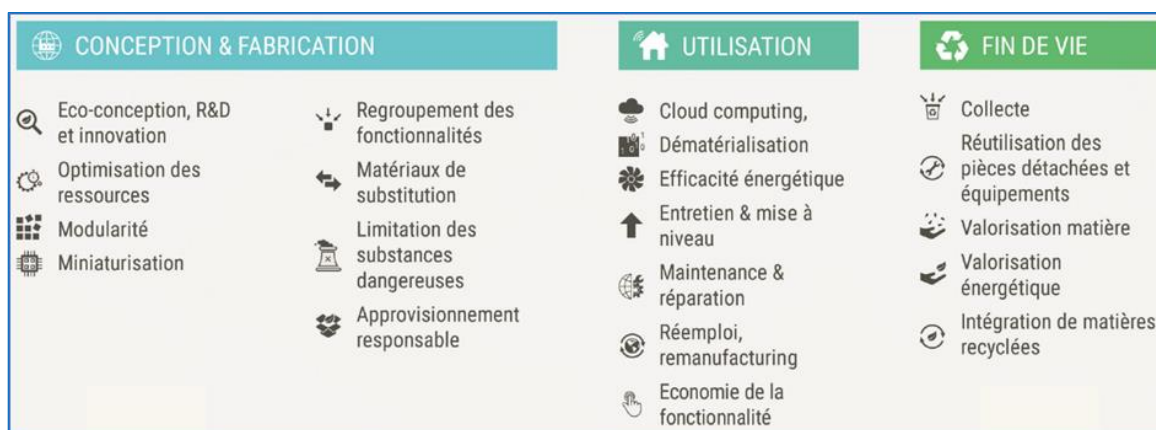 CONCEPTION & FABRICATION
Eco-conception, R&D
et innovation
Optimisation des
ressources
Modularité
Miniaturisation
Regroupement des
fonctionnalités
Matériaux de
substitution
Limitation des
substances
dangereuses
Approvisionnement
responsable
UTILISATION
Cloud computing,
Dématérialisation
Efficacité énergétique
Entretien & mise à
niveau
Maintenance &
réparation
Réemploi,
remanufacturing
Economie de la
fonctionnalité
FIN DE VIE
Collecte
Réutilisation des
pièces détachées et
équipements
Valorisation matière
Valorisation
énergétique
Intégration de matières
recyclées